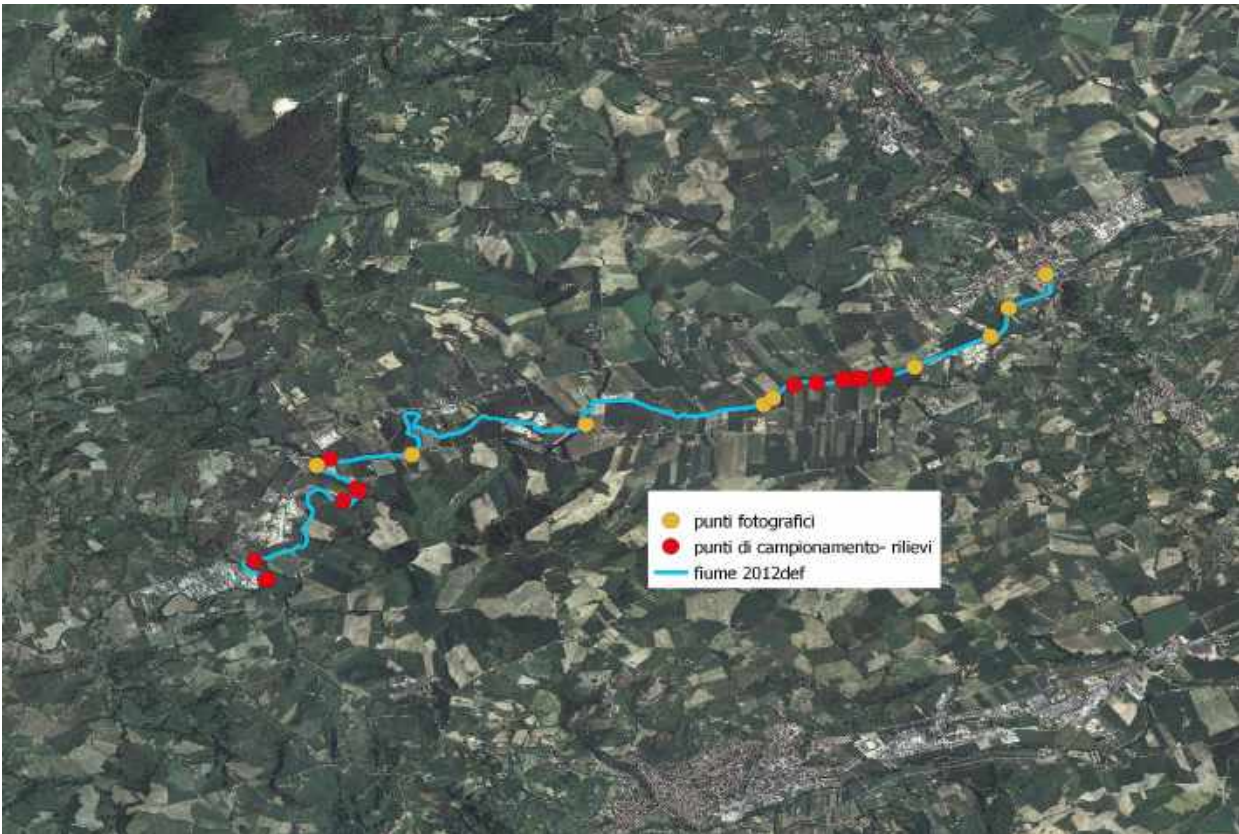 punti fotografici
punti di campionamento- rilievi
fiume 2012def